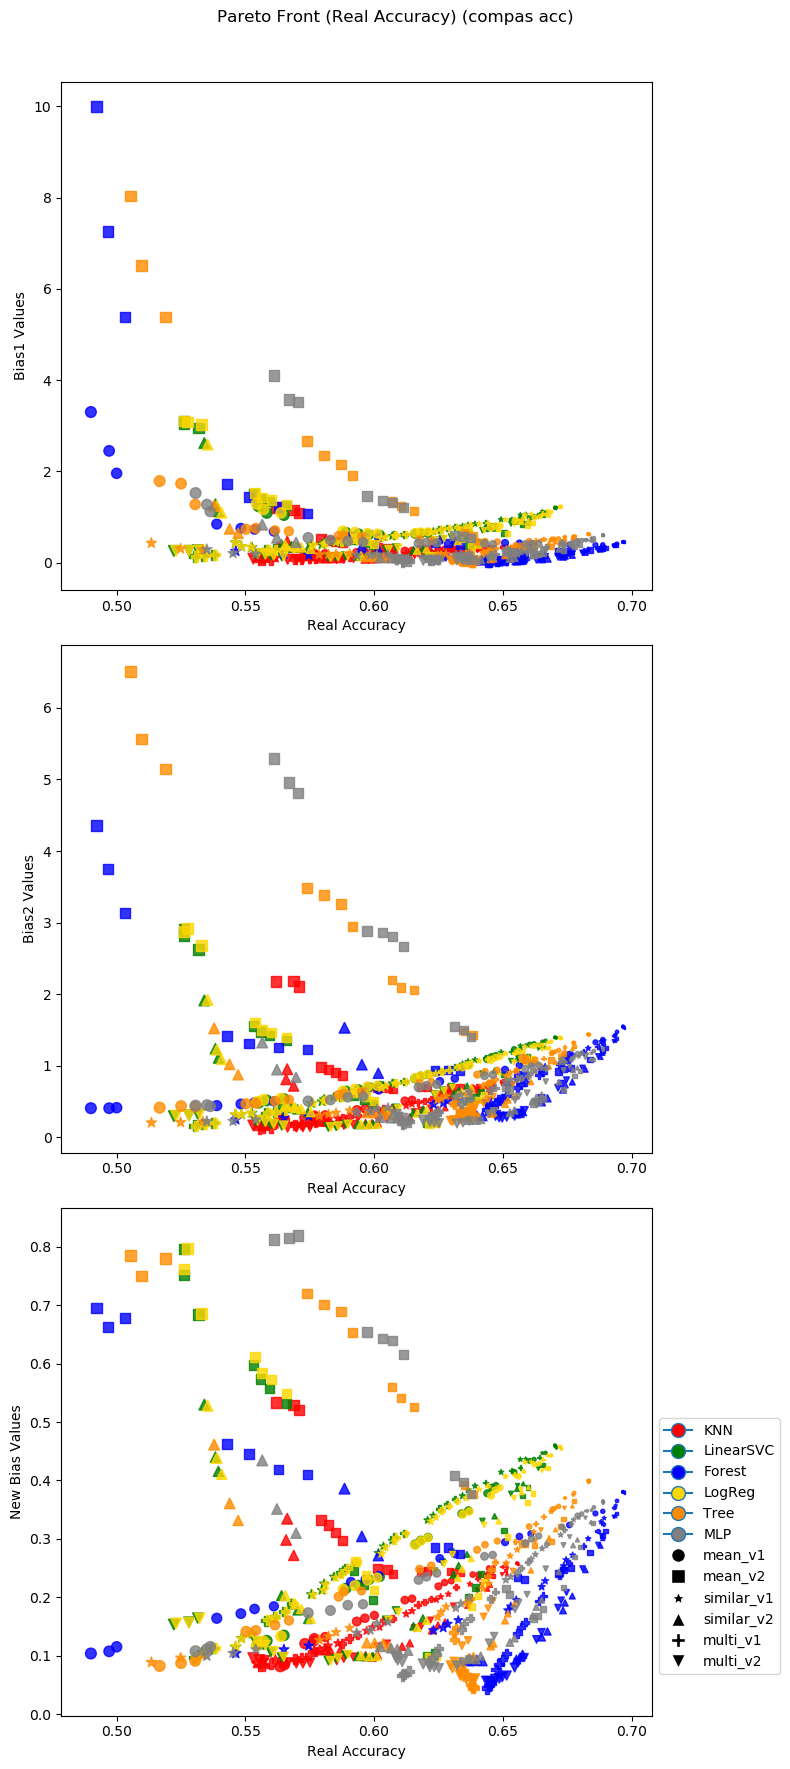 Pareto Front (Real Accuracy) (compas acc)
10
8
6
4
2
0
Bias1 Values
0.50 0.55 0.60 0.65 0.70
Real Accuracy
6
5
4
3
2
1
0
Bias2 Values
0.50 0.55 0.60 0.65 0.70
Real Accuracy
0.8
0.7
0.6
0.5
0.4
0.3
0.2
0.1
0.0
New Bias Values
0.50 0.55 0.60 0.65 0.70
Real Accuracy
KNN
LinearSVC
Forest
LogReg
Tree
MLP
mean_v1
mean_v2
similar_v1
similar_v2
multi_v1
multi_v2